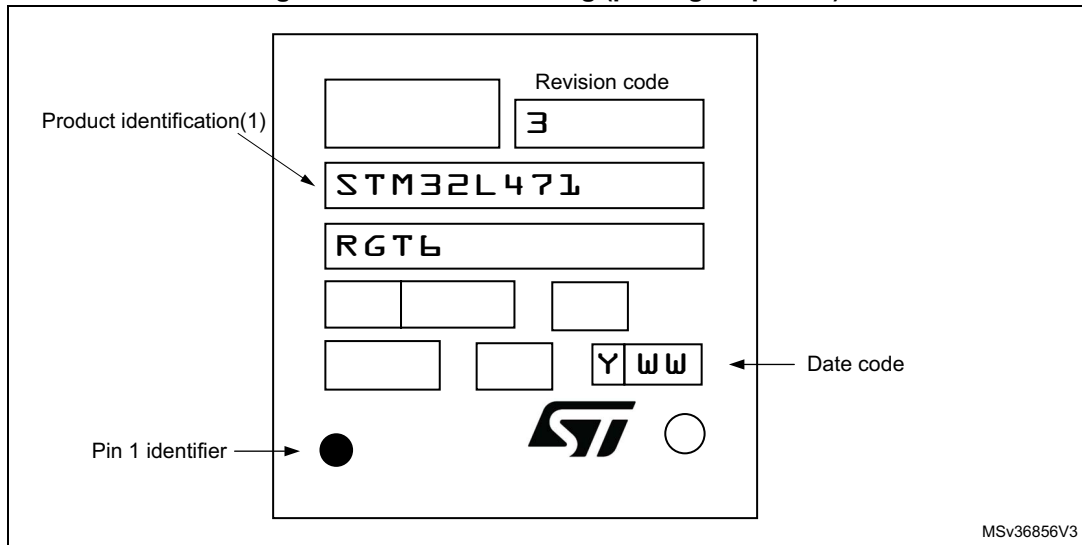 Revision code
3
Product identification(1)
STM32L471
RGT6
Y WW
Date code
ST
Pin 1 identifier
MSv36856V3